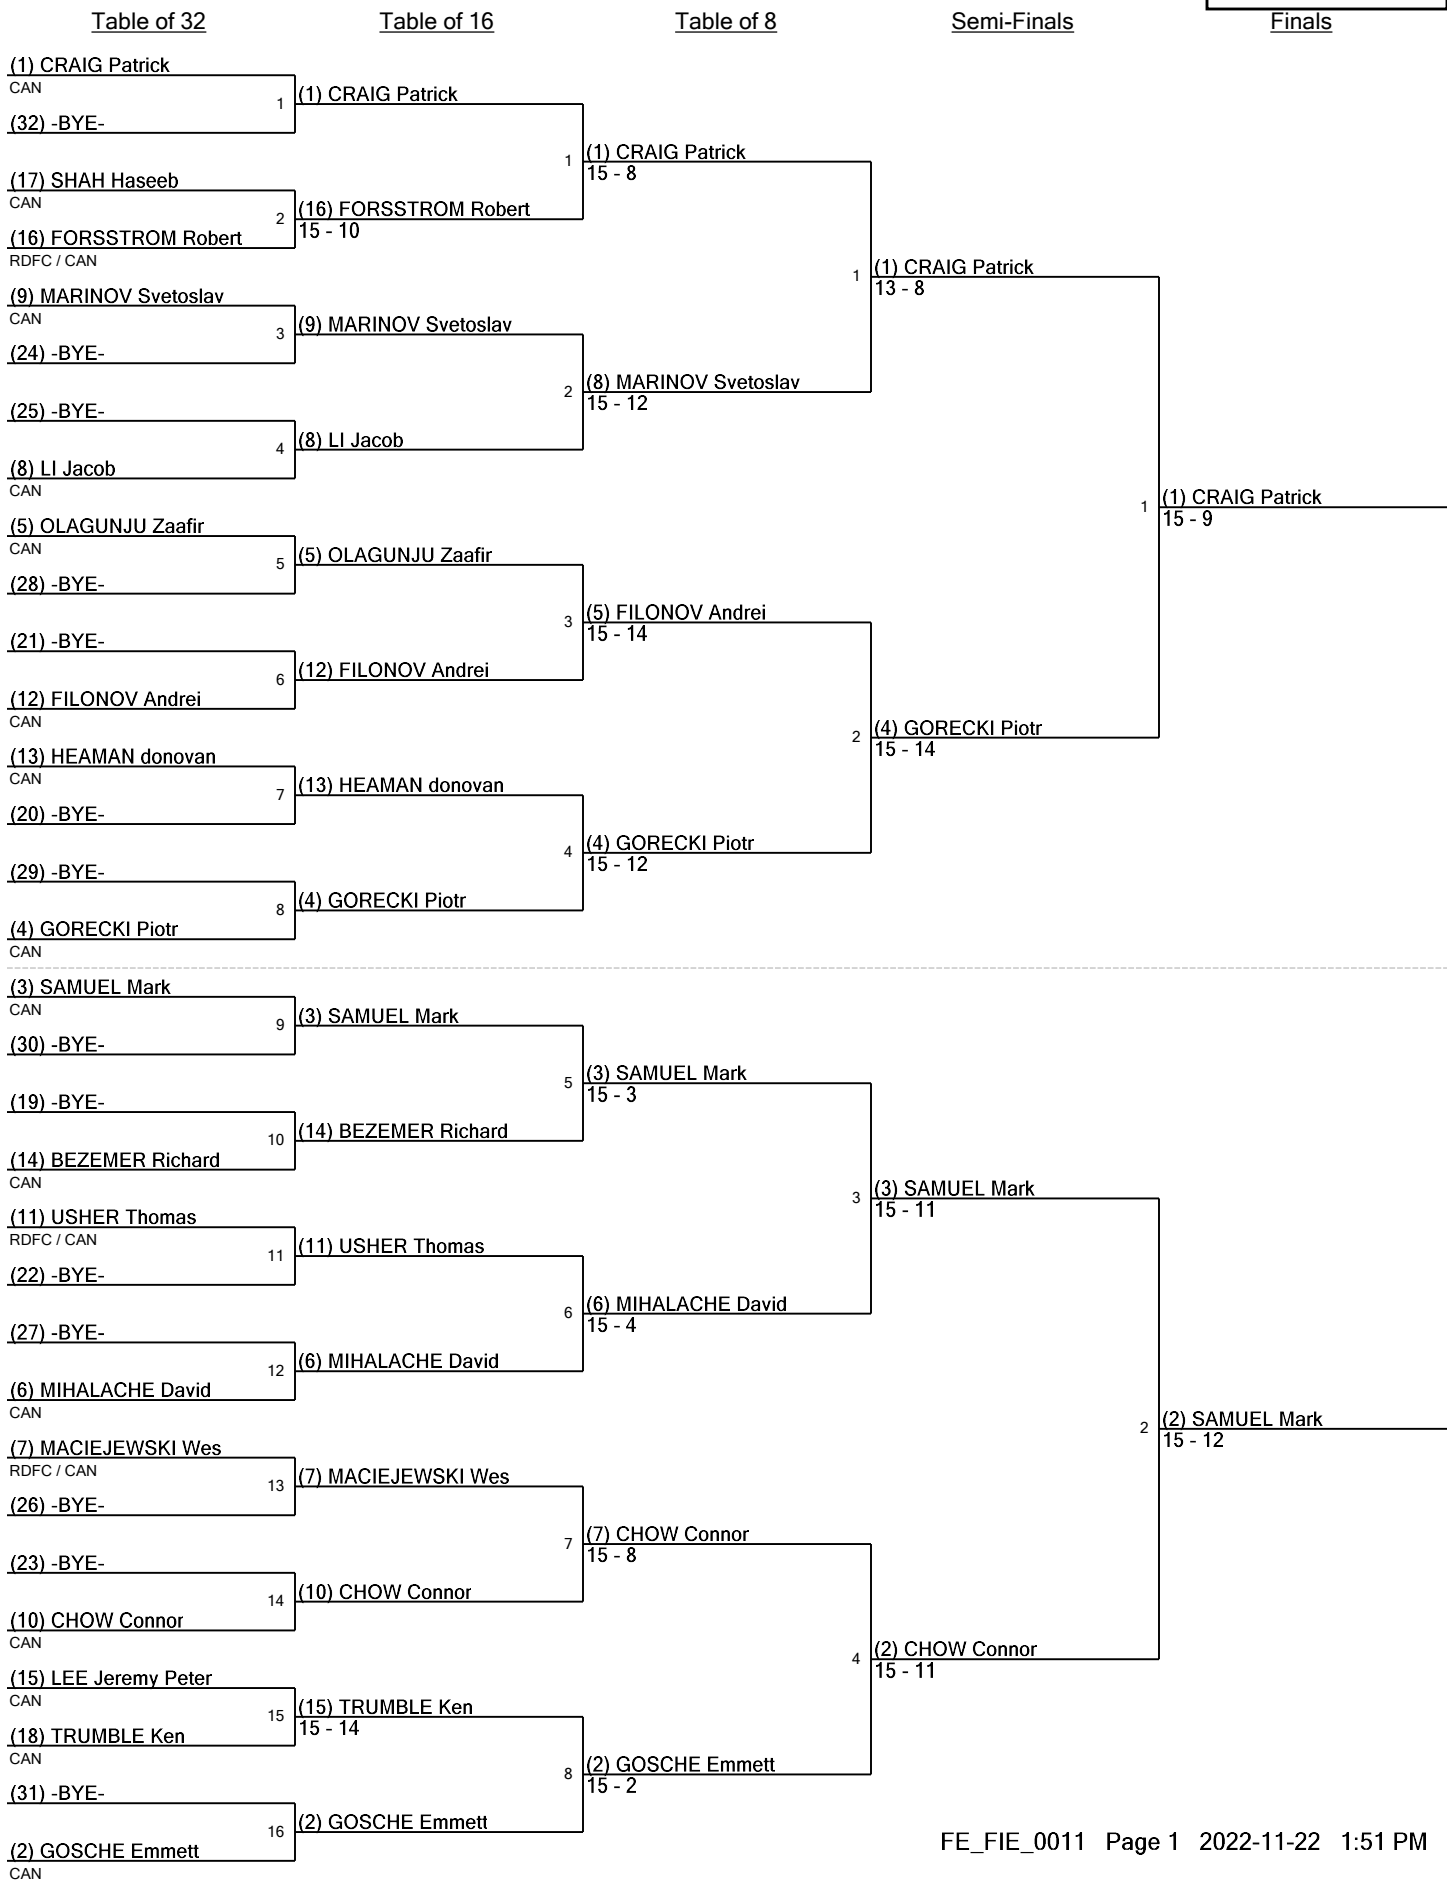 Table of 32 Table of 16 Table of 8 Semi-Finals Finals
(1) CRAIG Patrick
CAN
1
(32) -BYE-
(1) CRAIG Patrick
(17) SHAH Haseeb
CAN
2
(16) FORSSTROM Robert
RDFC / CAN
(16) FORSSTROM Robert
15 - 10
1
(1) CRAIG Patrick
15 - 8
(9) MARINOV Svetoslav
CAN
3
(24) -BYE-
(9) MARINOV Svetoslav
(25) -BYE-
4
(8) LI Jacob
CAN
(8) LI Jacob
2
(8) MARINOV Svetoslav
15 - 12
1
(1) CRAIG Patrick
13 - 8
(5) OLAGUNJU Zaafir
CAN
5
(28) -BYE-
(5) OLAGUNJU Zaafir
(21) -BYE-
6
(12) FILONOV Andrei
CAN
(12) FILONOV Andrei
3
(5) FILONOV Andrei
15 - 14
(13) HEAMAN donovan
CAN
7
(20) -BYE-
(13) HEAMAN donovan
(29) -BYE-
8
(4) GORECKI Piotr
CAN
(4) GORECKI Piotr
4
(4) GORECKI Piotr
15 - 12
2
(4) GORECKI Piotr
15 - 14
1
(1) CRAIG Patrick
15 - 9
(3) SAMUEL Mark
CAN
9
(30) -BYE-
(3) SAMUEL Mark
(19) -BYE-
10
(14) BEZEMER Richard
CAN
(14) BEZEMER Richard
5
(3) SAMUEL Mark
15 - 3
(11) USHER Thomas
RDFC / CAN
11
(22) -BYE-
(11) USHER Thomas
(27) -BYE-
12
(6) MIHALACHE David
CAN
(6) MIHALACHE David
6
(6) MIHALACHE David
15 - 4
3
(3) SAMUEL Mark
15 - 11
(7) MACIEJEWSKI Wes
RDFC / CAN
13
(26) -BYE-
(7) MACIEJEWSKI Wes
(23) -BYE-
14
(10) CHOW Connor
CAN
(10) CHOW Connor
7
(7) CHOW Connor
15 - 8
(15) LEE Jeremy Peter
CAN
15
(18) TRUMBLE Ken
CAN
(15) TRUMBLE Ken
15 - 14
(31) -BYE-
16
(2) GOSCHE Emmett
CAN
(2) GOSCHE Emmett
8
(2) GOSCHE Emmett
15 - 2
4
(2) CHOW Connor
15 - 11
2
(2) SAMUEL Mark
15 - 12
FE_FIE_0011 Page 1 2022-11-22 1:51 PM